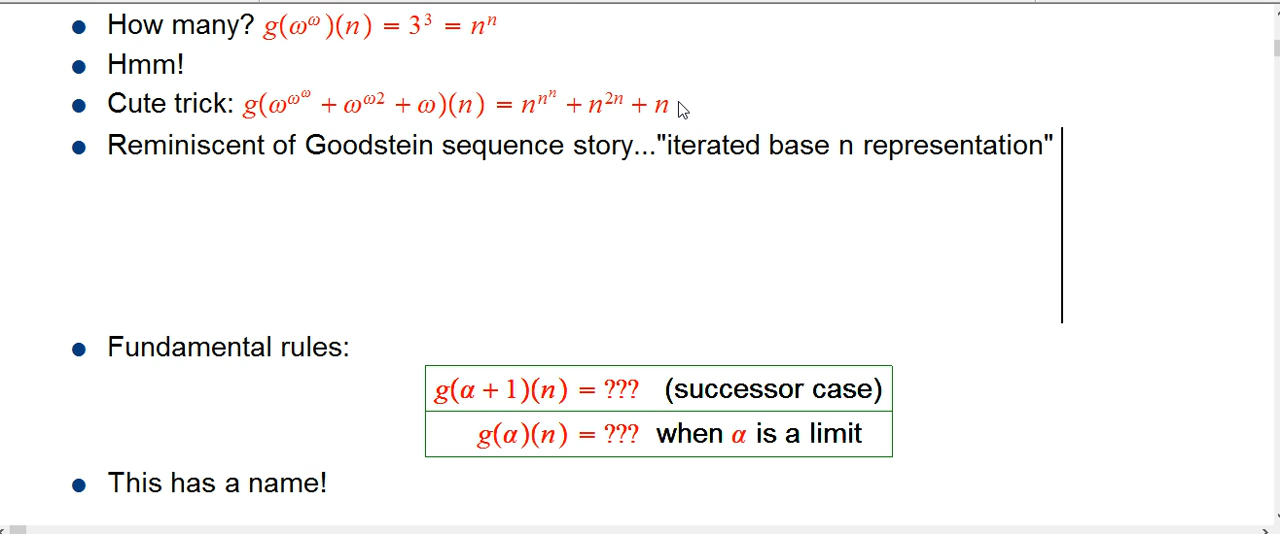 • How many? g(ω^ω)(n) = 3^3 = n^n
• Hmm!
• Cute trick: g(ω^{ω^ω} + ω^{ω2} + ω)(n) = n^{n^n} + n^{2n} + n
• Reminiscent of Goodstein sequence story..."iterated base n representation"
• Fundamental rules:
g(α + 1)(n) = ??? (successor case)
g(α)(n) = ??? when α is a limit
• This has a name!